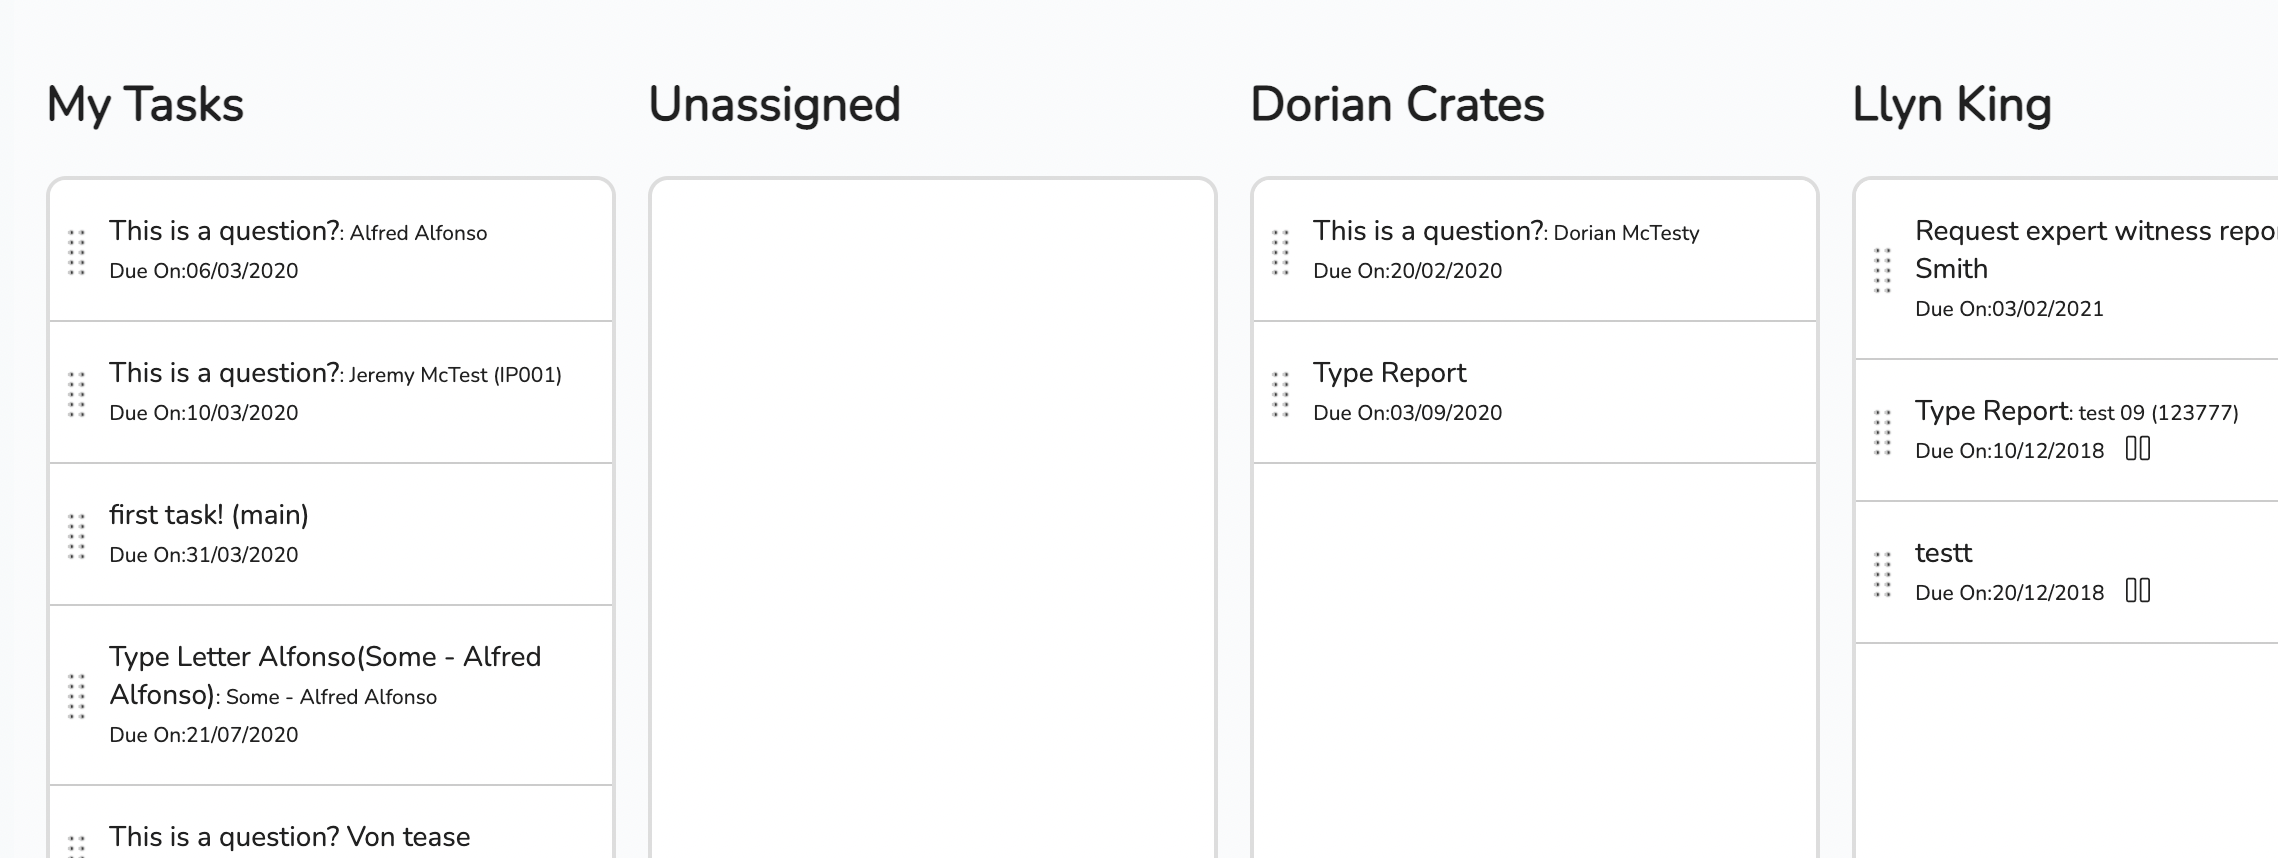 My Tasks
This is a question?: Alfred Alfonso
Due On:06/03/2020
This is a question?: Jeremy McTest (IP001)
Due On:10/03/2020
first task! (main)
Due On:31/03/2020
Type Letter Alfonso(Some - Alfred
Alfonso): Some - Alfred Alfonso
Due On:21/07/2020
This is a question? Von tease
Unassigned
Dorian Crates
This is a question?: Dorian McTesty
Due On:20/02/2020
Type Report
Due On:03/09/2020
Llyn King
Request expert witness
Smith
Due On:03/02/2021
Type Report: test 09 (123777)
Due On:10/12/2018
testt
Due On:20/12/2018